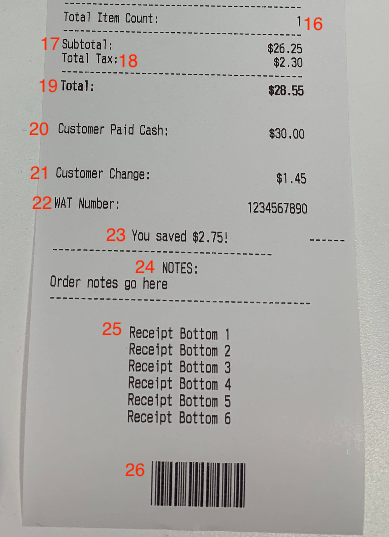 Total Item Count: 1 16
17 Subtotal: $26.25
Total Tax: 18 $2.30
19 Total: $28.55
20 Customer Paid Cash: $30.00
21 Customer Change: $1.45
22 WAT Number: 1234567890
23 You saved $2.75!
24 NOTES:
Order notes go here
25 Receipt Bottom 1
Receipt Bottom 2
Receipt Bottom 3
Receipt Bottom 4
Receipt Bottom 5
Receipt Bottom 6
26